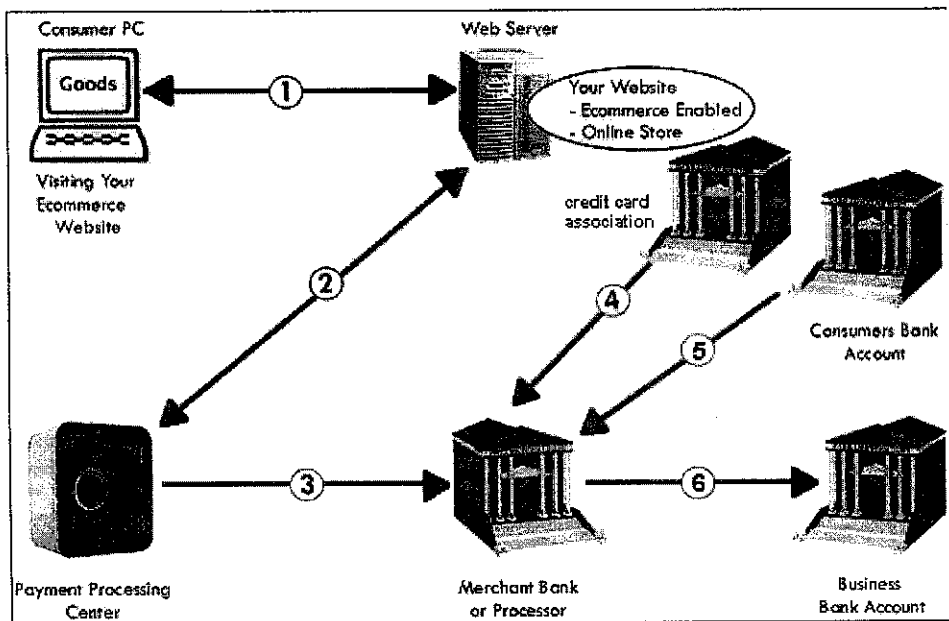 Consumer PC
Web Server
Goods
1
Your Website
- Ecommerce Enabled
- Online Store
Visiting Your
Ecommerce
Website
credit card
association
2
4
5
Consumers Bank
Account
3
6
Payment Processing
Center
Merchant Bank
or Processor
Business
Bank Account